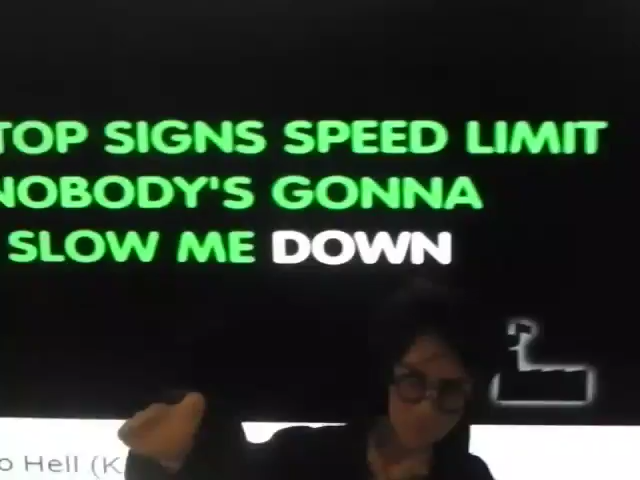 TOP SIGNS SPEED LIMIT
NOBODY'S GONNA
SLOW ME DOWN
o Hell (K